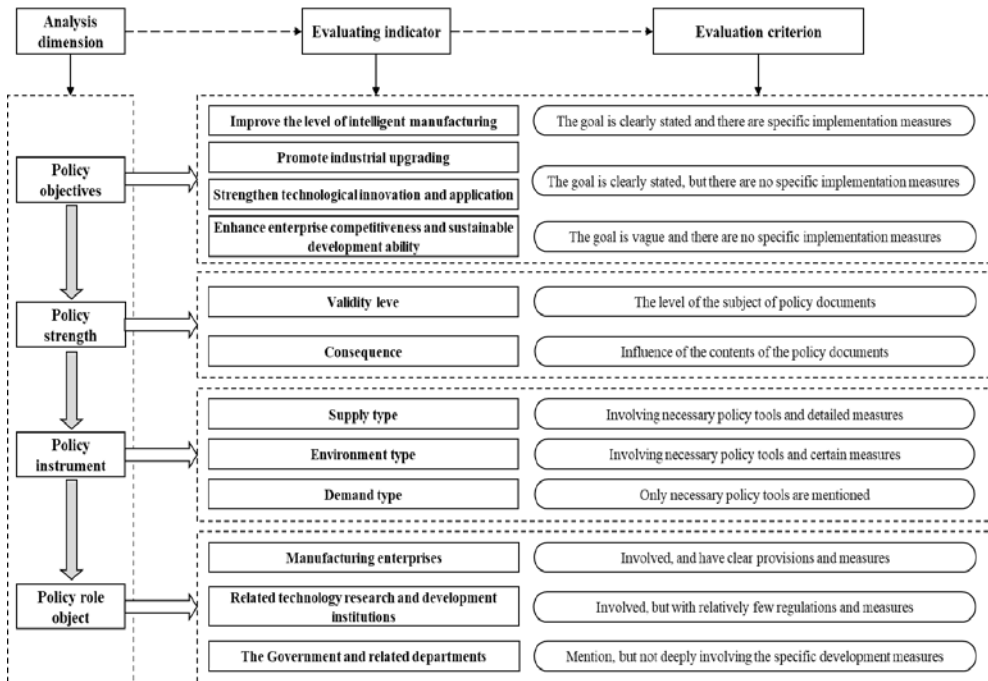 Analysis
dimension
Evaluating indicator
Evaluation criterion
Policy
objectives
Improve the level of intelligent manufacturing
The goal is clearly stated and there are specific implementation measures
Promote industrial upgrading
Strengthen technological innovation and application
The goal is clearly stated, but there are no specific implementation measures
Enhance enterprise competitiveness and sustainable
development ability
The goal is vague and there are no specific implementation measures
Policy
strength
Validity leve
The level of the subject of policy documents
Consequence
Influence of the contents of the policy documents
Policy
instrument
Supply type
Involving necessary policy tools and detailed measures
Environment type
Involving necessary policy tools and certain measures
Demand type
Only necessary policy tools are mentioned
Policy role
object
Manufacturing enterprises
Involved, and have clear provisions and measures
Related technology research and development
institutions
Involved, but with relatively few regulations and measures
The Government and related departments
Mention, but not deeply involving the specific development measures